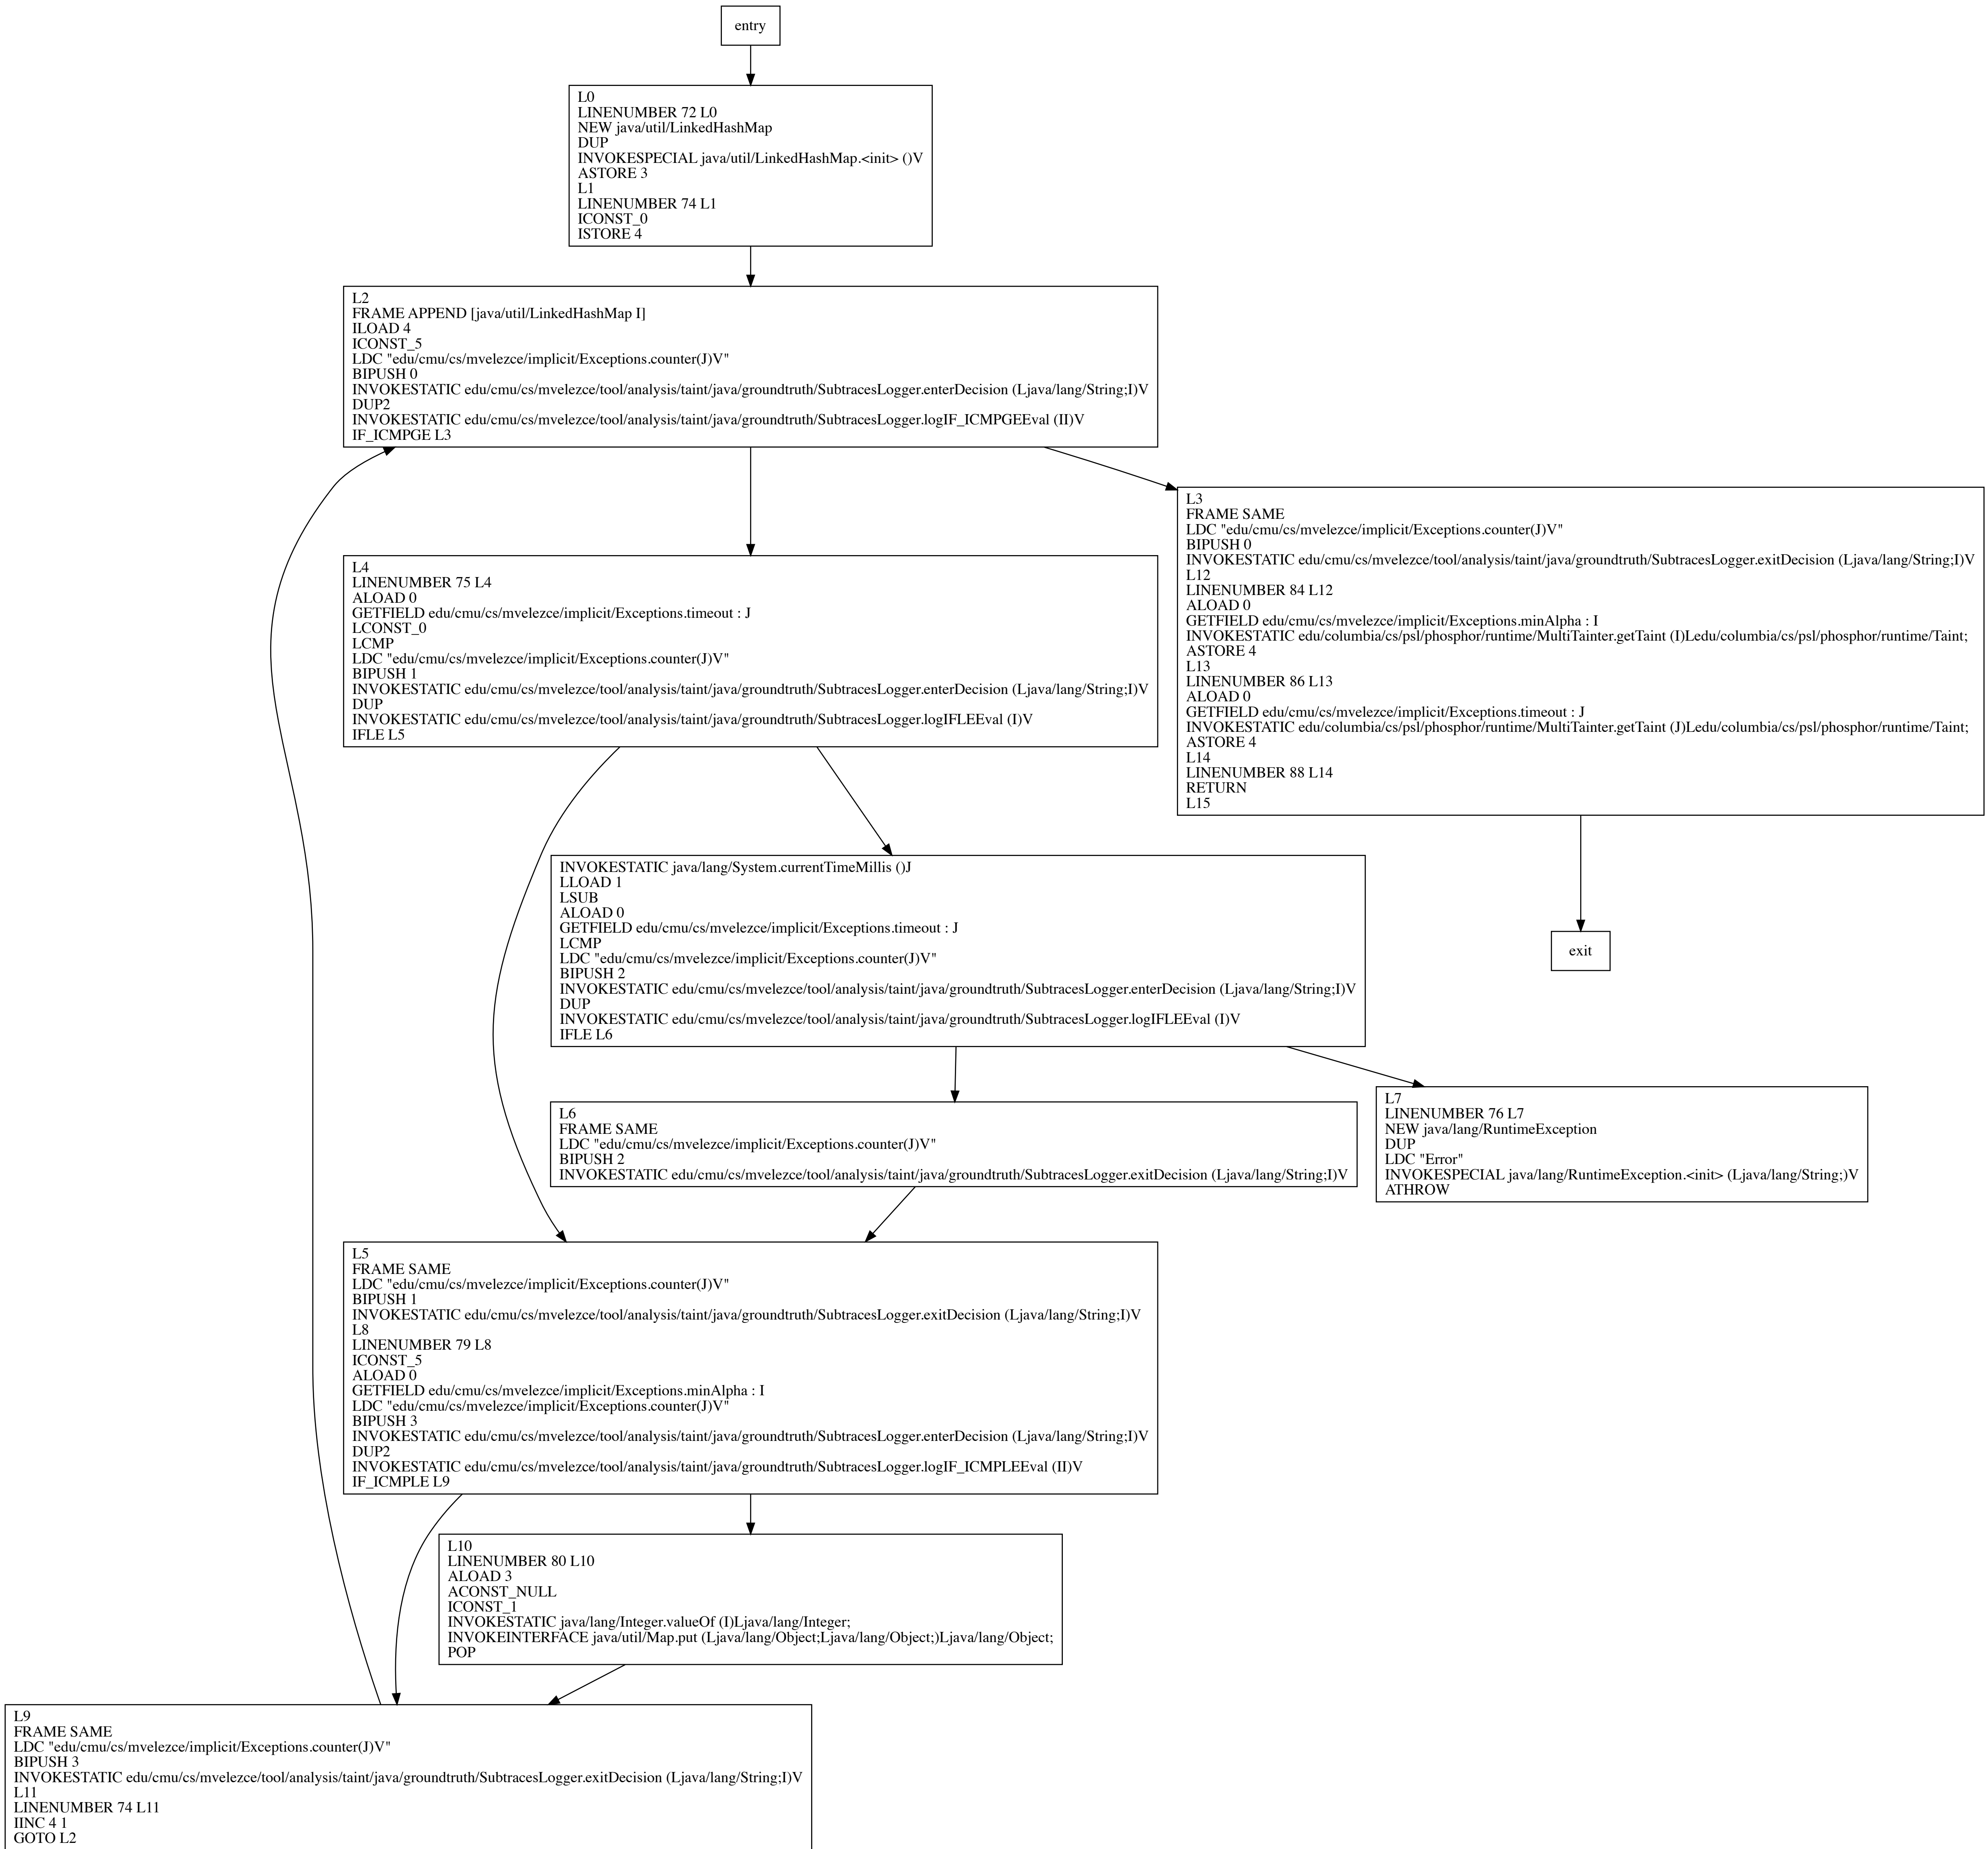 entry
L0
LINENUMBER 72 L0
NEW java/util/LinkedHashMap
DUP
INVOKESPECIAL java/util/LinkedHashMap.<init> ()V
ASTORE 3
L1
LINENUMBER 74 L1
ICONST_0
ISTORE 4
L2
FRAME APPEND [java/util/LinkedHashMap I]
ILOAD 4
ICONST_5
LDC "edu/cmu/cs/mvelezce/implicit/Exceptions.counter(J)V"
BIPUSH 0
INVOKESTATIC edu/cmu/cs/mvelezce/tool/analysis/taint/java/groundtruth/SubtracesLogger.enterDecision (Ljava/lang/String;I)V
DUP2
INVOKESTATIC edu/cmu/cs/mvelezce/tool/analysis/taint/java/groundtruth/SubtracesLogger.logIF_ICMPGEEval (II)V
IF_ICMPGE L3
L3
FRAME SAME
LDC "edu/cmu/cs/mvelezce/implicit/Exceptions.counter(J)V"
BIPUSH 0
INVOKESTATIC edu/cmu/cs/mvelezce/tool/analysis/taint/java/groundtruth/SubtracesLogger.exitDecision (Ljava/lang/String;I)V
L12
LINENUMBER 84 L12
ALOAD 0
GETFIELD edu/cmu/cs/mvelezce/implicit/Exceptions.minAlpha : I
INVOKESTATIC edu/columbia/cs/psl/phosphor/runtime/MultiTainter.getTaint (I)Ledu/columbia/cs/psl/phosphor/runtime/Taint;
ASTORE 4
L13
LINENUMBER 86 L13
ALOAD 0
GETFIELD edu/cmu/cs/mvelezce/implicit/Exceptions.timeout : J
INVOKESTATIC edu/columbia/cs/psl/phosphor/runtime/MultiTainter.getTaint (J)Ledu/columbia/cs/psl/phosphor/runtime/Taint;
ASTORE 4
L14
LINENUMBER 88 L14
RETURN
L15
L4
LINENUMBER 75 L4
ALOAD 0
GETFIELD edu/cmu/cs/mvelezce/implicit/Exceptions.timeout : J
LCONST_0
LCMP
LDC "edu/cmu/cs/mvelezce/implicit/Exceptions.counter(J)V"
BIPUSH 1
INVOKESTATIC edu/cmu/cs/mvelezce/tool/analysis/taint/java/groundtruth/SubtracesLogger.enterDecision (Ljava/lang/String;I)V
DUP
INVOKESTATIC edu/cmu/cs/mvelezce/tool/analysis/taint/java/groundtruth/SubtracesLogger.logIFLEEval (I)V
IFLE L5
INVOKESTATIC java/lang/System.currentTimeMillis ()J
LLOAD 1
LSUB
ALOAD 0
GETFIELD edu/cmu/cs/mvelezce/implicit/Exceptions.timeout : J
LCMP
LDC "edu/cmu/cs/mvelezce/implicit/Exceptions.counter(J)V"
BIPUSH 2
INVOKESTATIC edu/cmu/cs/mvelezce/tool/analysis/taint/java/groundtruth/SubtracesLogger.enterDecision (Ljava/lang/String;I)V
DUP
INVOKESTATIC edu/cmu/cs/mvelezce/tool/analysis/taint/java/groundtruth/SubtracesLogger.logIFLEEval (I)V
IFLE L6
exit
L6
FRAME SAME
LDC "edu/cmu/cs/mvelezce/implicit/Exceptions.counter(J)V"
BIPUSH 2
INVOKESTATIC edu/cmu/cs/mvelezce/tool/analysis/taint/java/groundtruth/SubtracesLogger.exitDecision (Ljava/lang/String;I)V
L7
LINENUMBER 76 L7
NEW java/lang/RuntimeException
DUP
LDC "Error"
INVOKESPECIAL java/lang/RuntimeException.<init> (Ljava/lang/String;)V
ATHROW
L5
FRAME SAME
LDC "edu/cmu/cs/mvelezce/implicit/Exceptions.counter(J)V"
BIPUSH 1
INVOKESTATIC edu/cmu/cs/mvelezce/tool/analysis/taint/java/groundtruth/SubtracesLogger.exitDecision (Ljava/lang/String;I)V
L8
LINENUMBER 79 L8
ICONST_5
ALOAD 0
GETFIELD edu/cmu/cs/mvelezce/implicit/Exceptions.minAlpha : I
LDC "edu/cmu/cs/mvelezce/implicit/Exceptions.counter(J)V"
BIPUSH 3
INVOKESTATIC edu/cmu/cs/mvelezce/tool/analysis/taint/java/groundtruth/SubtracesLogger.enterDecision (Ljava/lang/String;I)V
DUP2
INVOKESTATIC edu/cmu/cs/mvelezce/tool/analysis/taint/java/groundtruth/SubtracesLogger.logIF_ICMPLEEval (II)V
IF_ICMPLE L9
L10
LINENUMBER 80 L10
ALOAD 3
ACONST_NULL
ICONST_1
INVOKESTATIC java/lang/Integer.valueOf (I)Ljava/lang/Integer;
INVOKEINTERFACE java/util/Map.put (Ljava/lang/Object;Ljava/lang/Object;)Ljava/lang/Object;
POP
L9
FRAME SAME
LDC "edu/cmu/cs/mvelezce/implicit/Exceptions.counter(J)V"
BIPUSH 3
INVOKESTATIC edu/cmu/cs/mvelezce/tool/analysis/taint/java/groundtruth/SubtracesLogger.exitDecision (Ljava/lang/String;I)V
L11
LINENUMBER 74 L11
IINC 4 1
GOTO L2